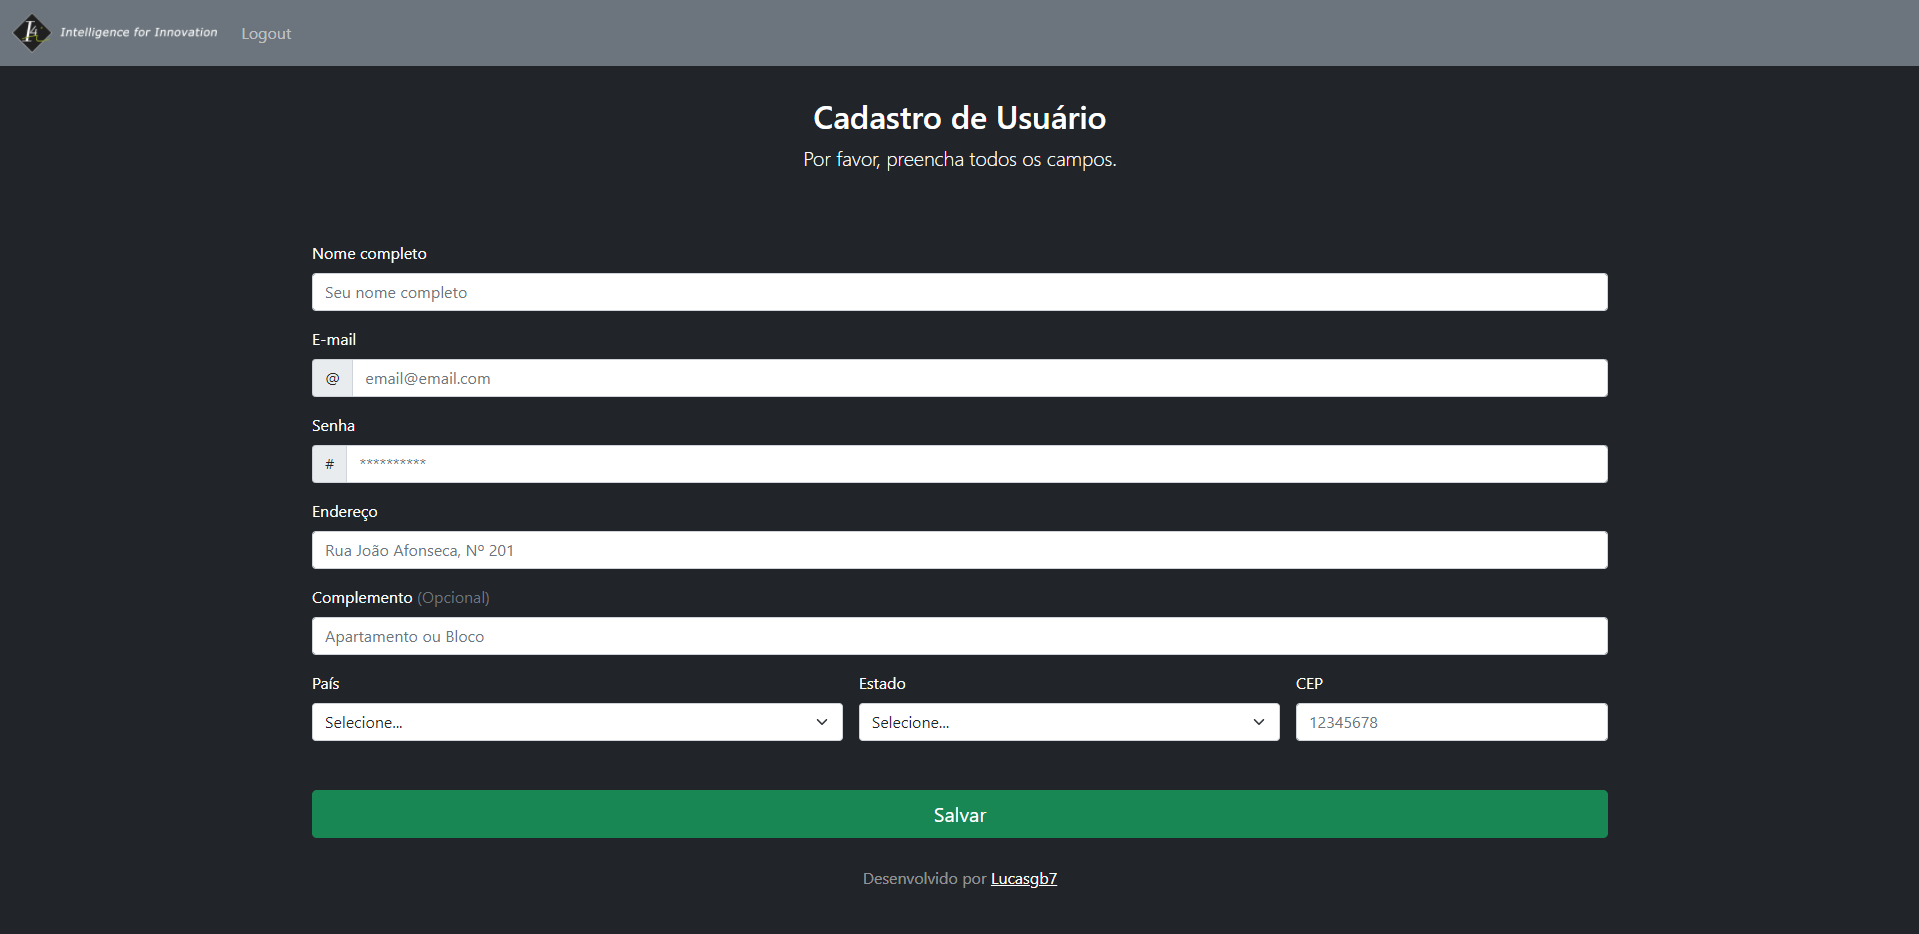 I4 Intelligence for Innovation Logout
Cadastro de Usuário
Por favor, preencha todos os campos.
Nome completo
Seu nome completo
E-mail
@ email@email.com
Senha
# **********
Endereço
Rua João Afonseca, Nº 201
Complemento (Opcional)
Apartamento ou Bloco
País Estado CEP
Selecione... Selecione... 12345678
Salvar
Desenvolvido por Lucasgb7